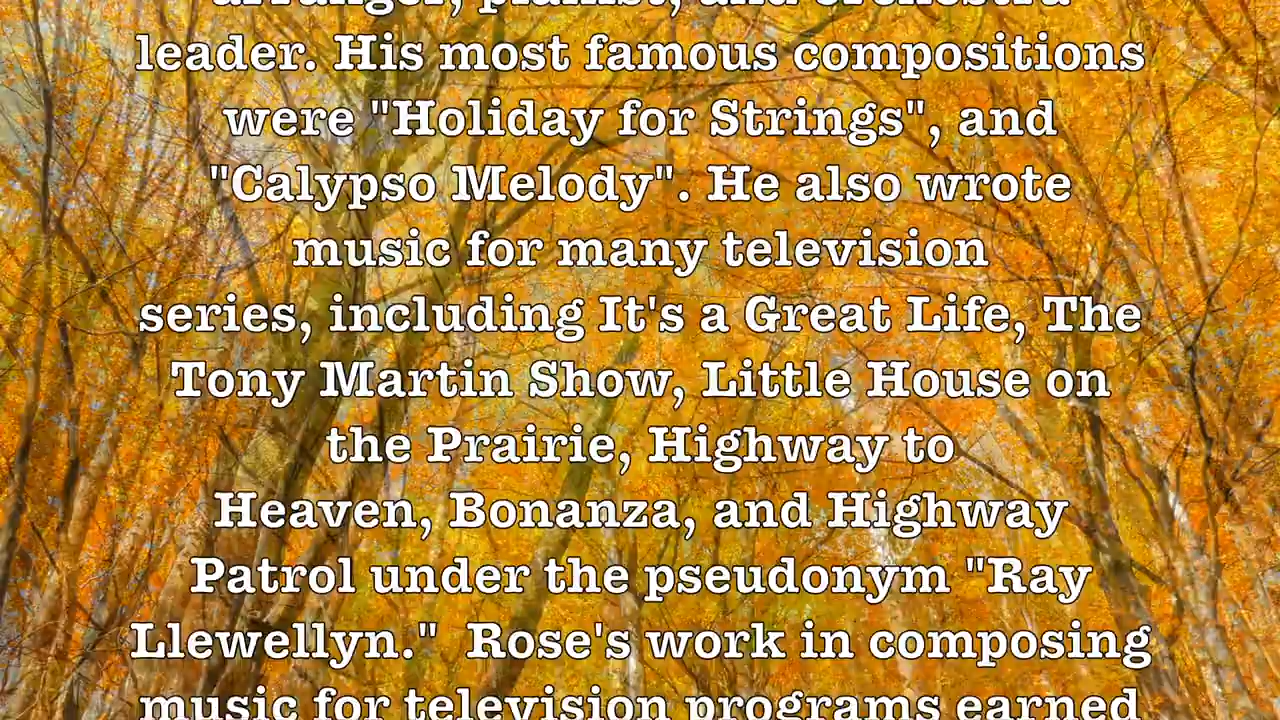 arranger, pianist, and orchestra
leader. His most famous compositions
were "Holiday for Strings", and
"Calypso Melody". He also wrote
music for many television
series, including It's a Great Life, The
Tony Martin Show, Little House on
the Prairie, Highway to
Heaven, Bonanza, and Highway
Patrol under the pseudonym "Ray
Llewellyn."  Rose's work in composing
music for television programs earned